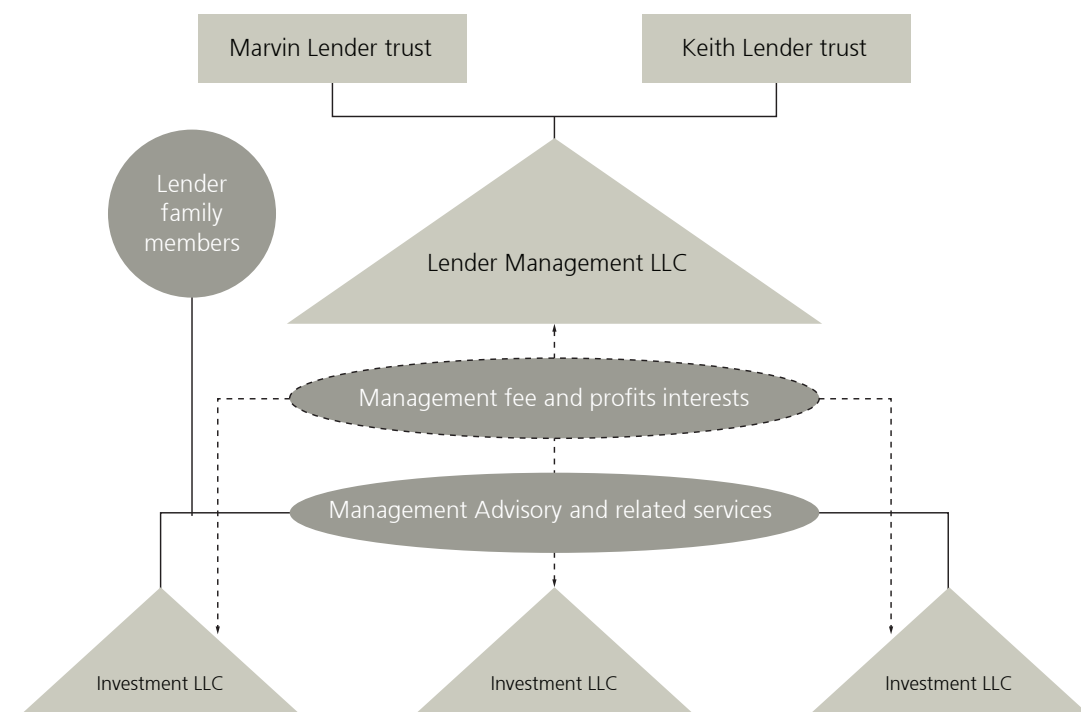 Marvin Lender trust
Keith Lender trust
Lender
family
members
Lender Management LLC
Management fee and profits interests
Management Advisory and related services
Investment LLC
Investment LLC
Investment LLC